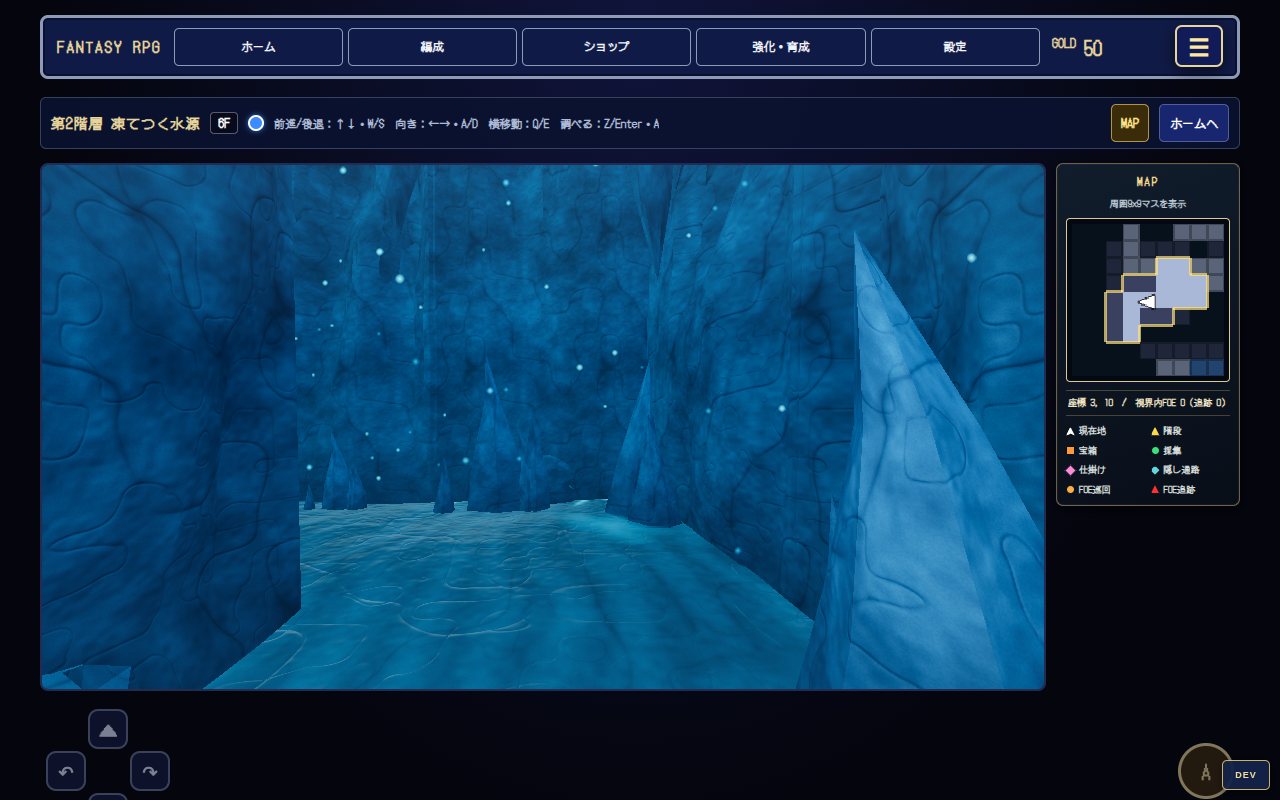 FANTASY RPG ホーム 編成 ショップ 強化・育成 設定 GOLD 50
第2階層 凍てつく水源 6F 前進/後退：↑↓・W/S 向き：←→・A/D 横移動：Q/E 調べる：Z/Enter・A MAP ホームへ
MAP
周囲9x9マスを表示
座標 3, 10 / 視界内FOE 0 (追跡 0)
現在地 階段
宝箱 採集
仕掛け 隠し通路
FOE巡回 FOE追跡
A DEV